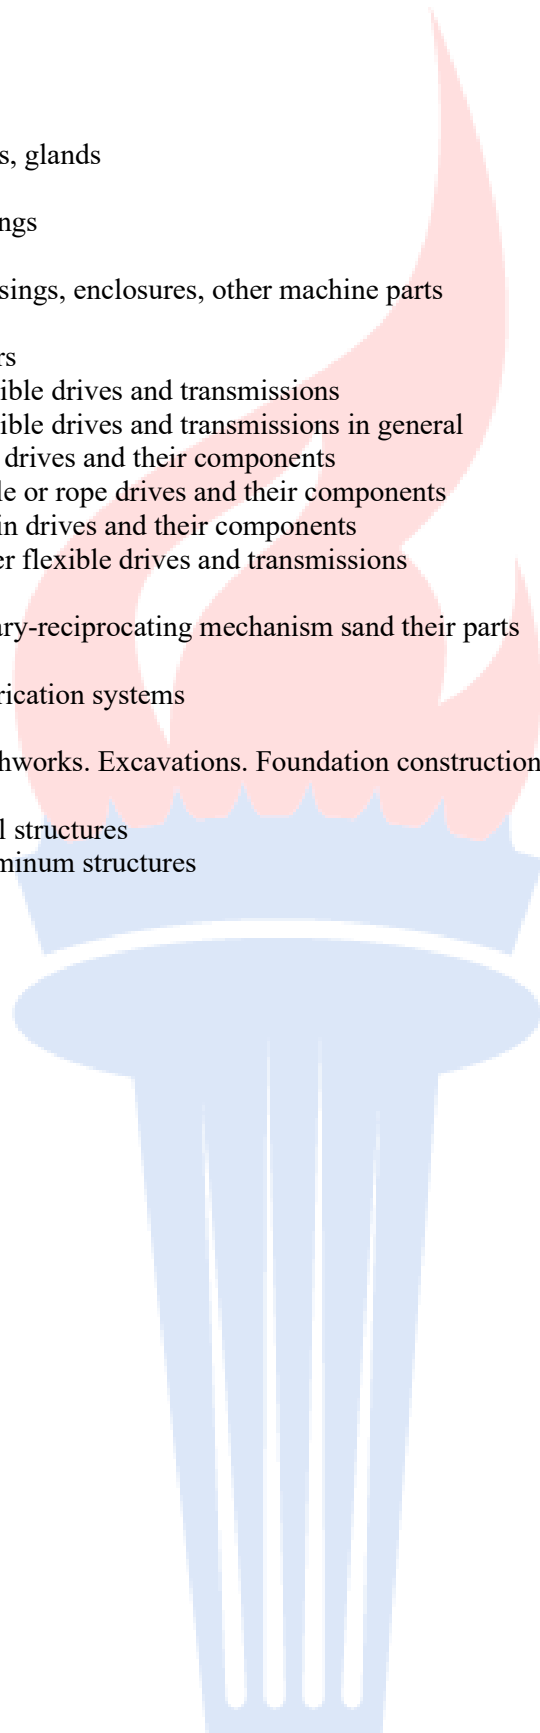 s, glands
ngs
sings, enclosures, other machine parts
rs
ible drives and transmissions
ible drives and transmissions in general
drives and their components
le or rope drives and their components
in drives and their components
er flexible drives and transmissions
ary-reciprocating mechanism sand their parts
rication systems
hworks. Excavations. Foundation construction
l structures
minum structures